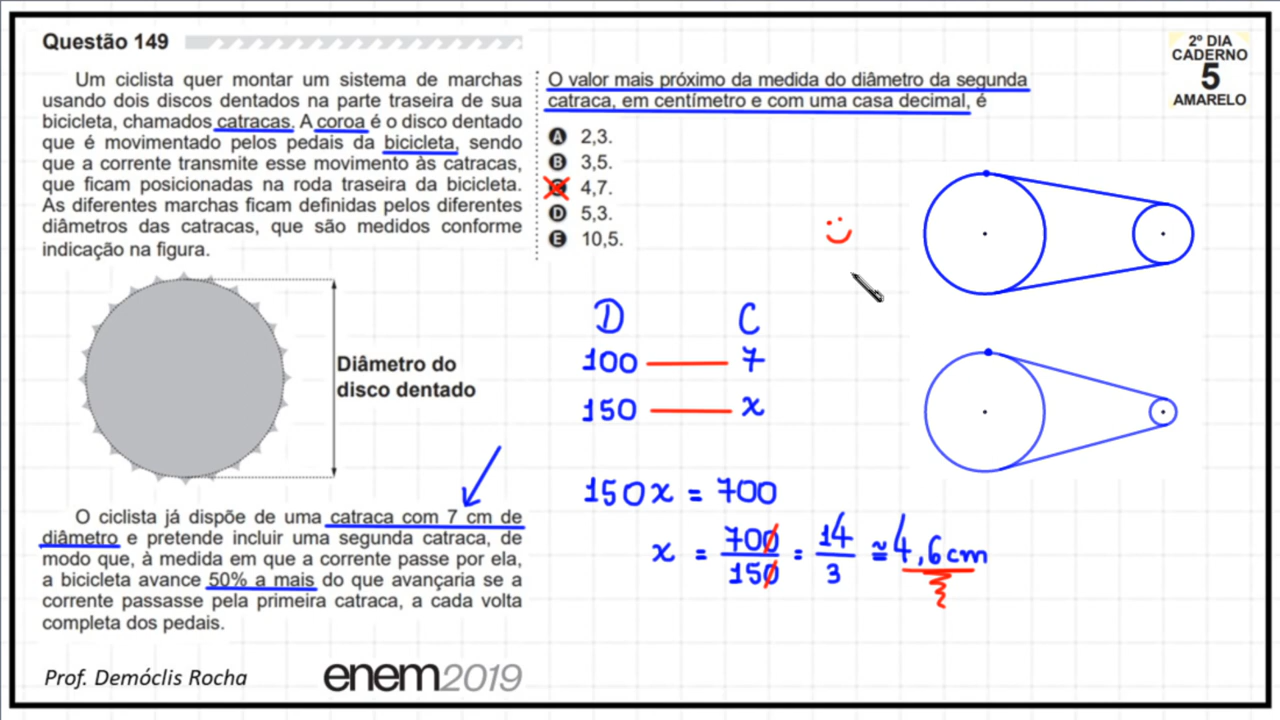 Questão 149
Um ciclista quer montar um sistema de marchas
usando dois discos dentados na parte traseira de sua
bicicleta, chamados catracas. A coroa é o disco dentado
que é movimentado pelos pedais da bicicleta, sendo
que a corrente transmite esse movimento às catracas,
que ficam posicionadas na roda traseira da bicicleta.
As diferentes marchas ficam definidas pelos diferentes
diâmetros das catracas, que são medidos conforme
indicação na figura.
Diâmetro do
disco dentado
O ciclista já dispõe de uma catraca com 7 cm de
diâmetro e pretende incluir uma segunda catraca, de
modo que, à medida em que a corrente passe por ela,
a bicicleta avance 50% a mais do que avançaria se a
corrente passasse pela primeira catraca, a cada volta
completa dos pedais.
O valor mais próximo da medida do diâmetro da segunda
catraca, em centímetro e com uma casa decimal, é
A 2,3.
B 3,5.
C 4,7.
D 5,3.
E 10,5.
2º DIA
CADERNO
5
AMARELO
D C
100 — 7
150 — x
150x = 700
x = 700/150 = 14/3 ≈ 4,6cm
Prof. Demóclis Rocha
enem2019